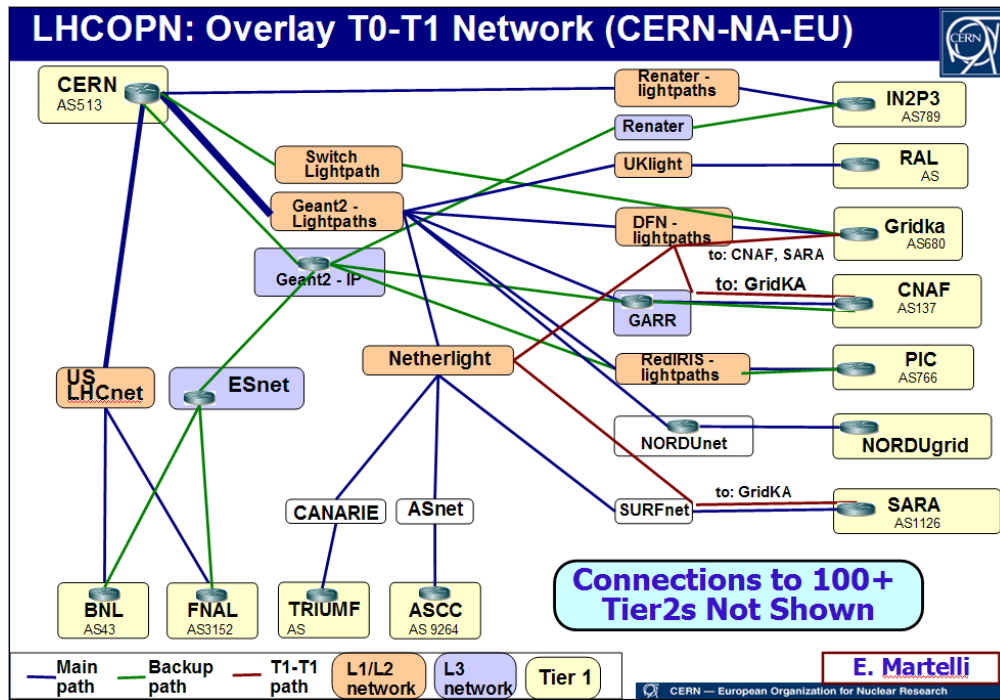 LHCOPN: Overlay T0-T1 Network (CERN-NA-EU)
CERN
CERN
AS513
Renater -
lightpaths
IN2P3
AS789
Renater
Switch
Lightpath
UKlight
RAL
AS
Geant2 -
Lightpaths
DFN -
lightpaths
Gridka
AS680
to: CNAF, SARA
Geant2 - IP
to: GridKA
CNAF
AS137
GARR
Netherlight
RedIRIS -
lightpaths
PIC
AS766
US
LHCnet
ESnet
NORDUnet
NORDUgrid
to: GridKA
CANARIE
ASnet
SURFnet
SARA
AS1126
Connections to 100+
Tier2s Not Shown
BNL
AS43
FNAL
AS3152
TRIUMF
AS
ASCC
AS 9264
Main
path
Backup
path
T1-T1
path
L1/L2
network
L3
network
Tier 1
E. Martelli
CERN — European Organization for Nuclear Research